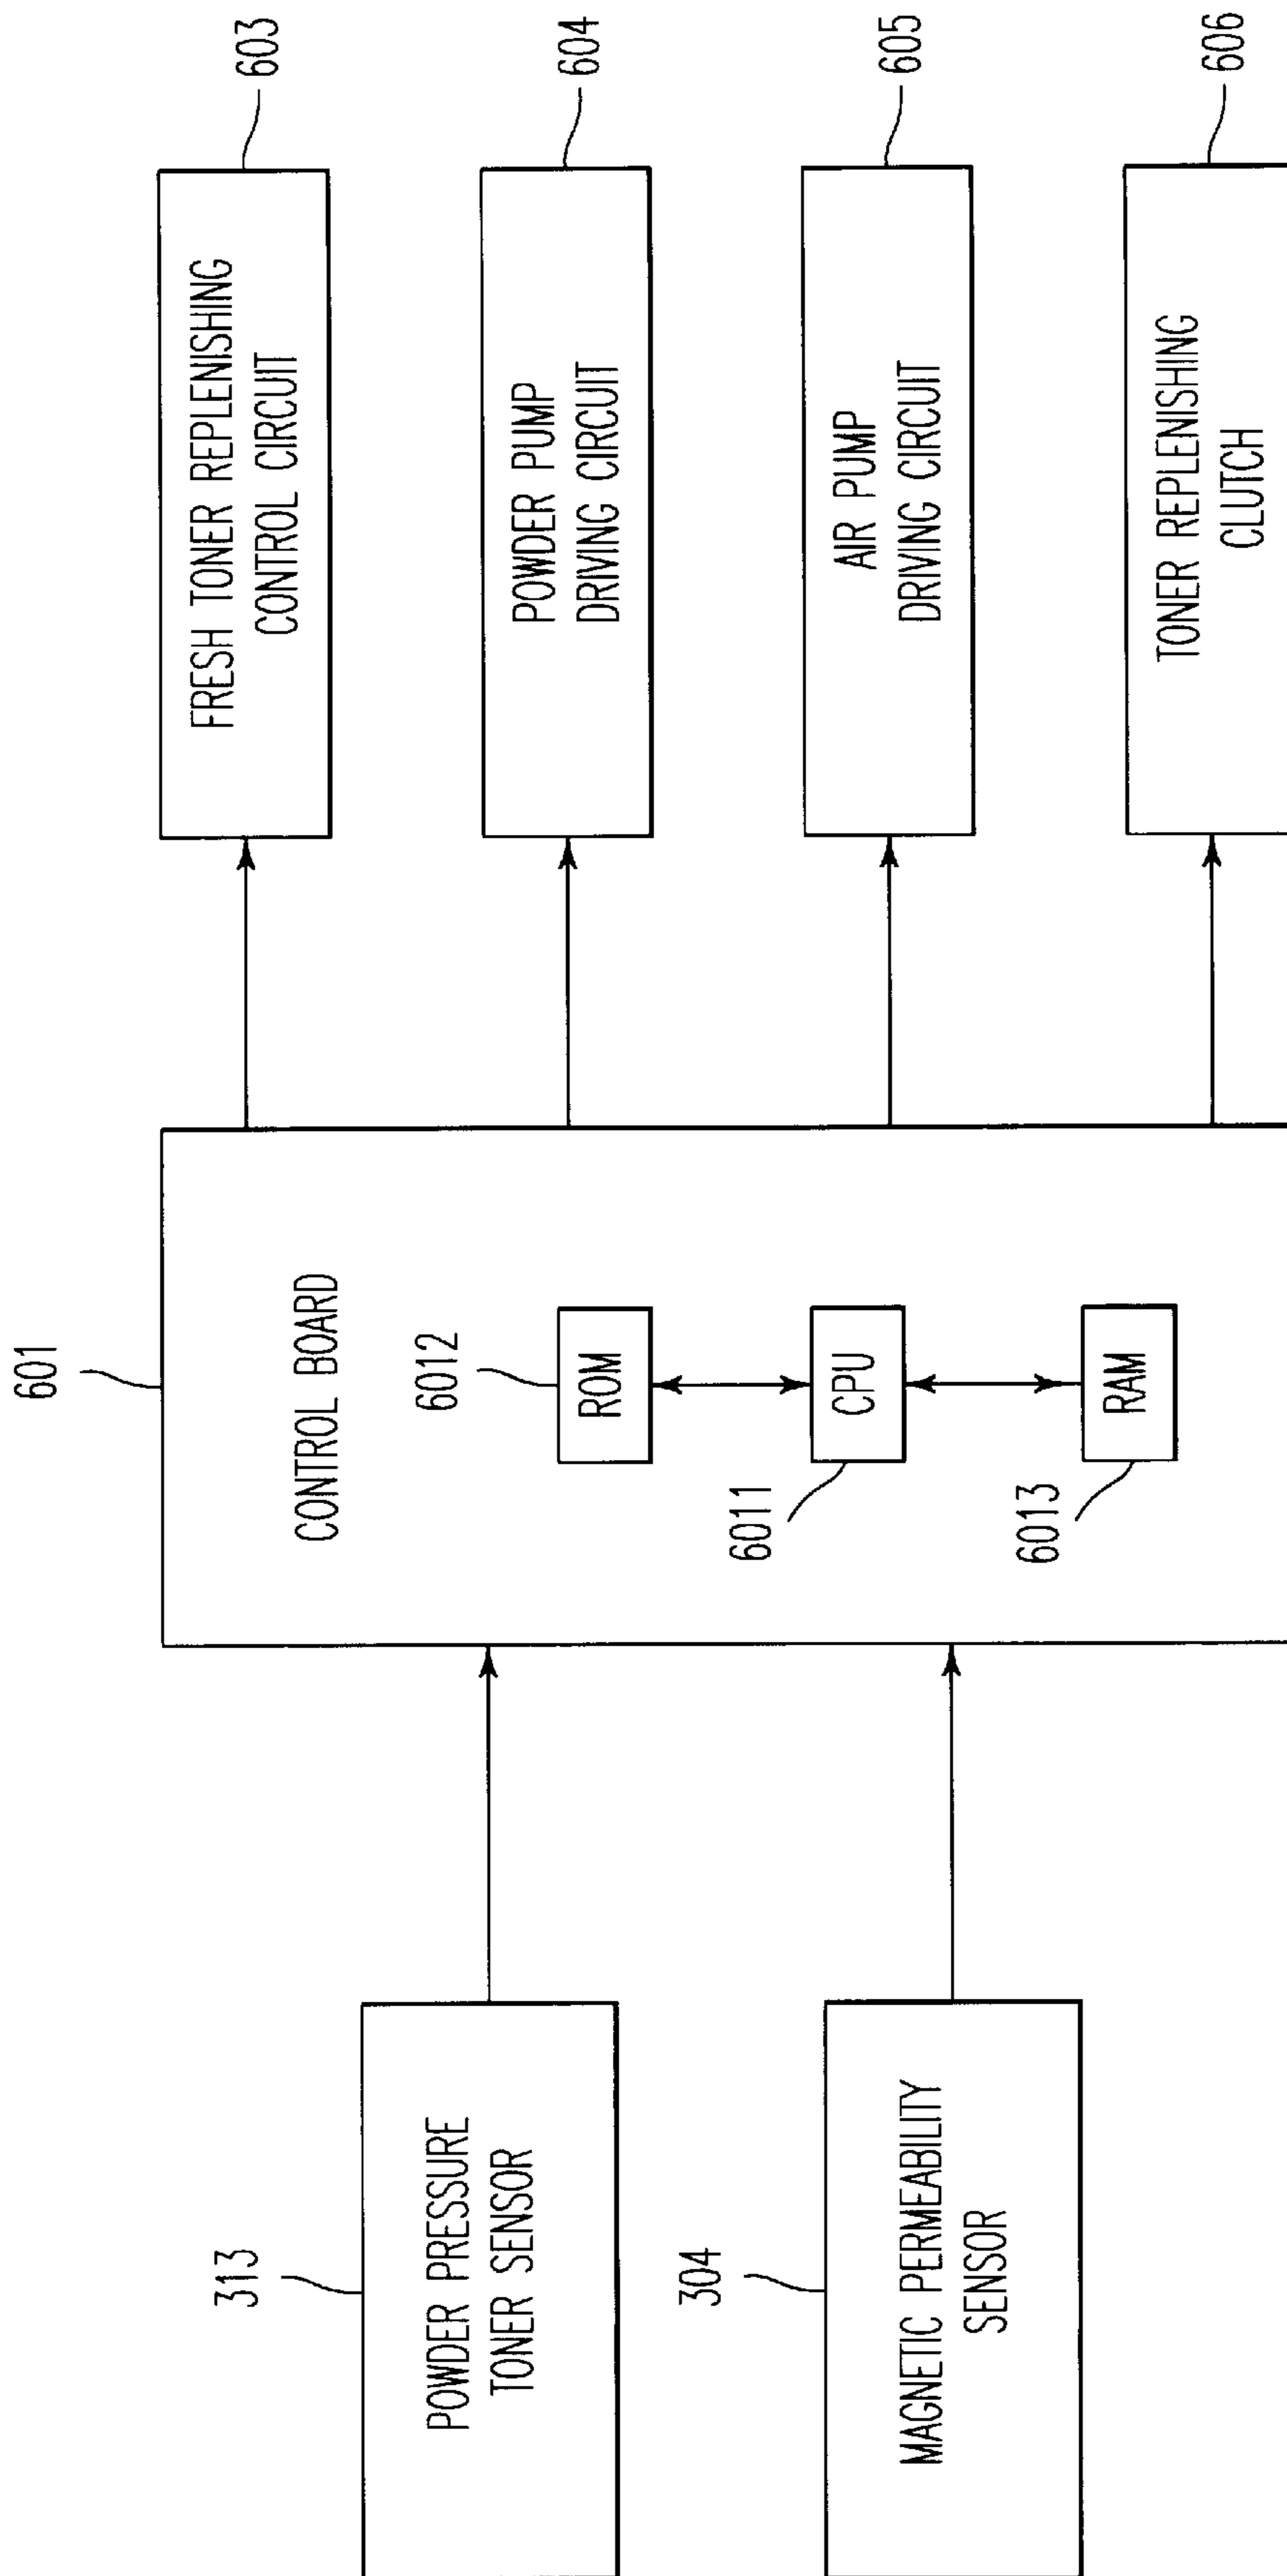 601
CONTROL BOARD
6012
ROM
6011
CPU
6013
RAM
313
POWDER PRESSURE
TONER SENSOR
304
MAGNETIC PERMEABILITY
SENSOR
603
FRESH TONER REPLENISHING
CONTROL CIRCUIT
604
POWDER PUMP
DRIVING CIRCUIT
605
AIR PUMP
DRIVING CIRCUIT
606
TONER REPLENISHING
CLUTCH